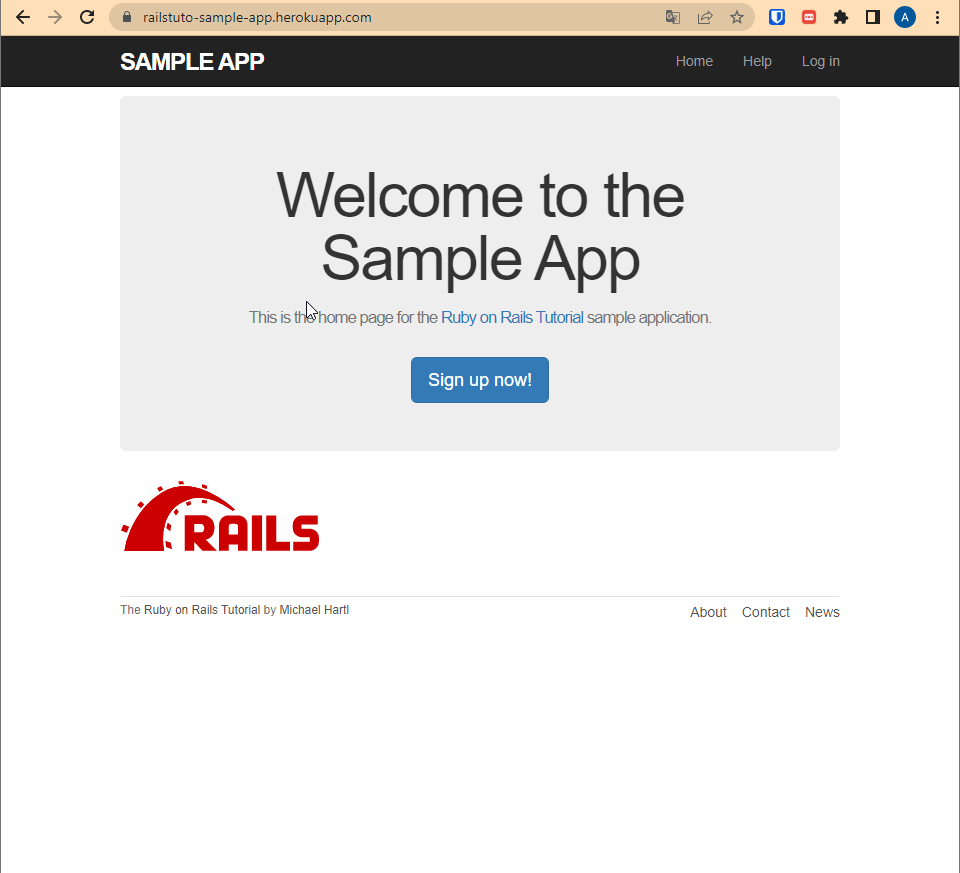 railstuto-sample-app.herokuapp.com
A
SAMPLE APP
Home Help Log in
Welcome to the
Sample App
This is the home page for the Ruby on Rails Tutorial sample application.
Sign up now!
RAILS
The Ruby on Rails Tutorial by Michael Hartl
About Contact News